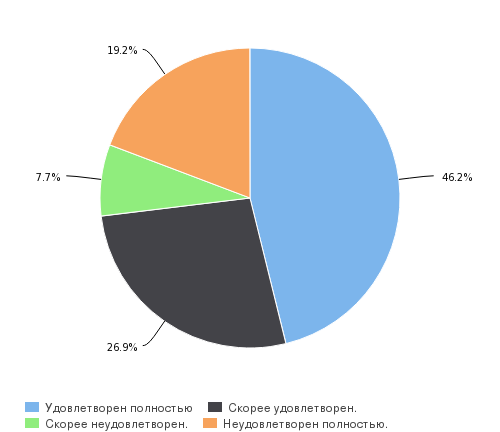 19.2%
7.7%
46.2%
26.9%
Удовлетворен полностью Скорее удовлетворен.
Скорее неудовлетворен. Неудовлетворен полностью.